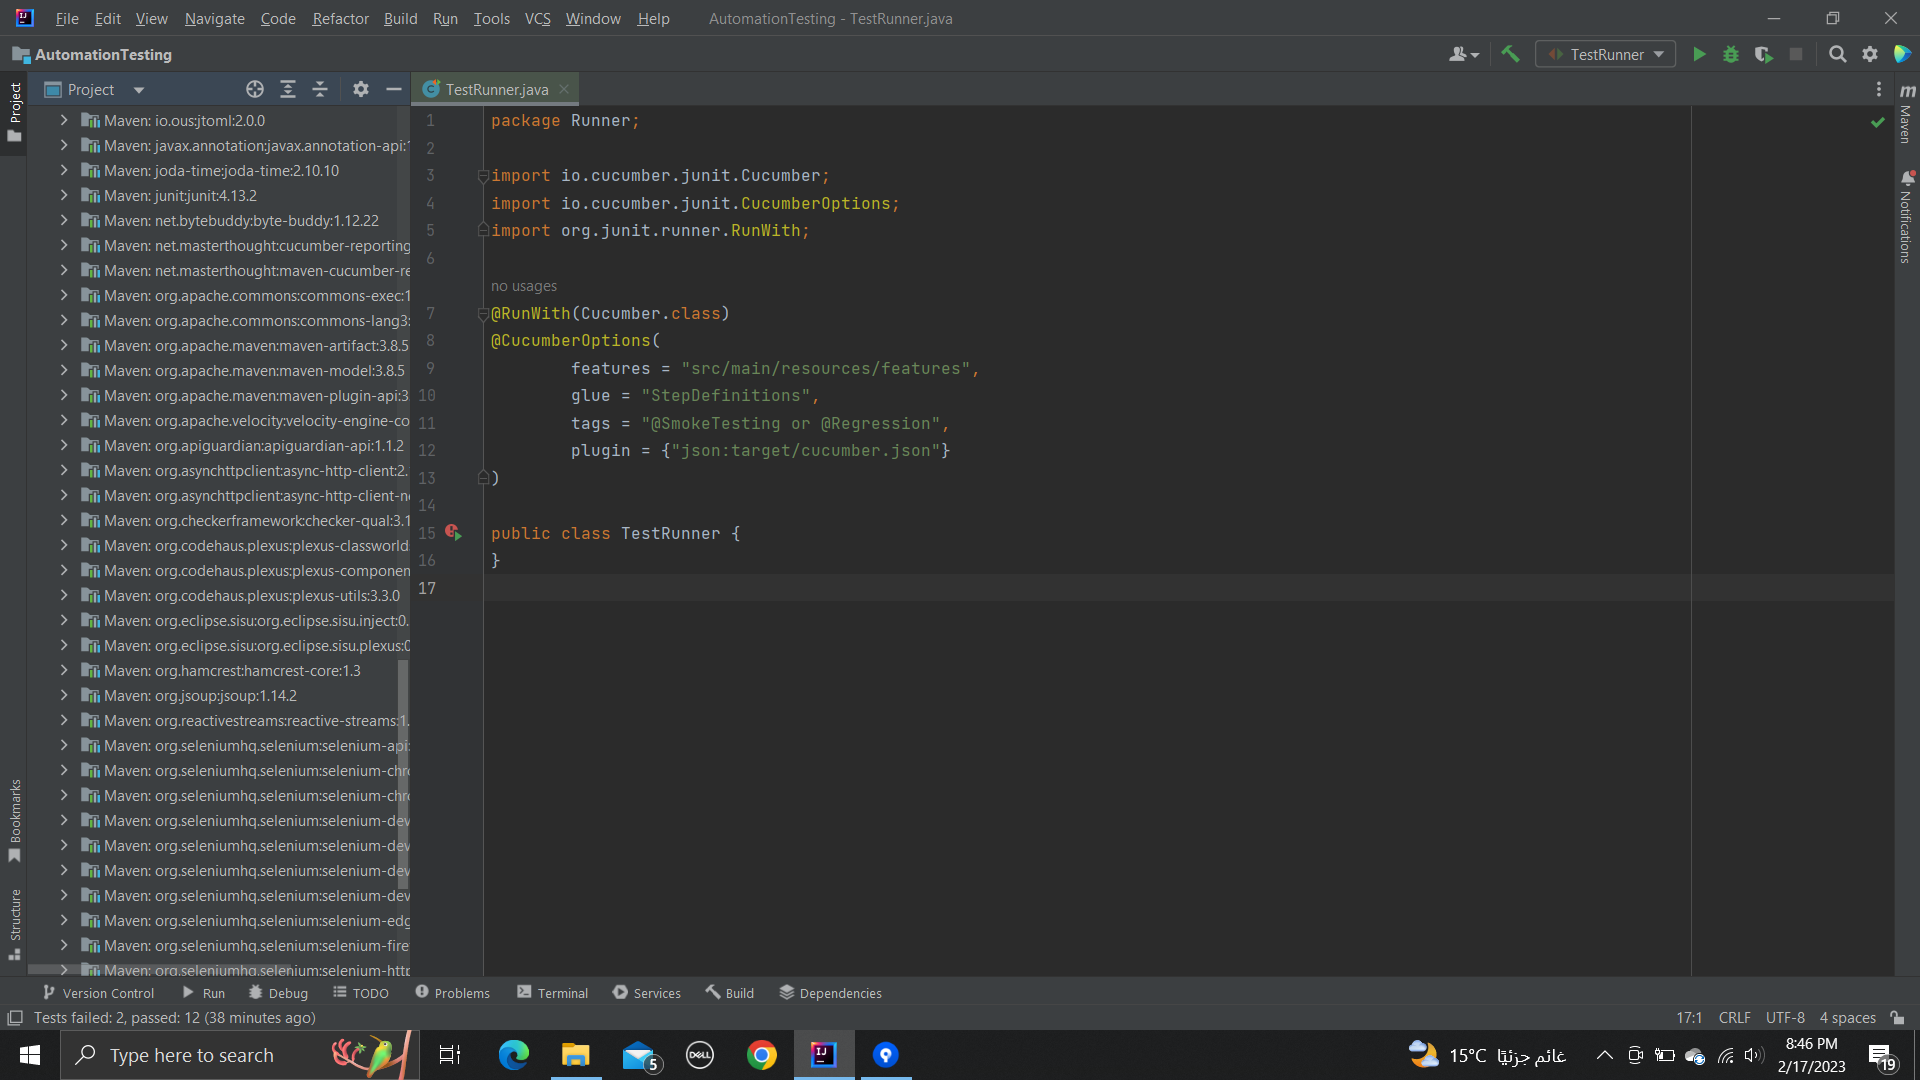 File Edit View Navigate Code Refactor Build Run Tools VCS Window Help AutomationTesting - TestRunner.java
AutomationTesting
TestRunner
Project
TestRunner.java
Project
Maven: io.ous:jtoml:2.0.0
Maven: javax.annotation:javax.annotation-api:1
Maven: joda-time:joda-time:2.10.10
Maven: junit:junit:4.13.2
Maven: net.bytebuddy:byte-buddy:1.12.22
Maven: net.masterthought:cucumber-reporting
Maven: net.masterthought:maven-cucumber-re
Maven: org.apache.commons:commons-exec:1
Maven: org.apache.commons:commons-lang3:
Maven: org.apache.maven:maven-artifact:3.8.5
Maven: org.apache.maven:maven-model:3.8.5
Maven: org.apache.maven:maven-plugin-api:3
Maven: org.apache.velocity:velocity-engine-co
Maven: org.apiguardian:apiguardian-api:1.1.2
Maven: org.asynchttpclient:async-http-client:2.
Maven: org.asynchttpclient:async-http-client-ne
Maven: org.checkerframework:checker-qual:3.1
Maven: org.codehaus.plexus:plexus-classworld
Maven: org.codehaus.plexus:plexus-componen
Maven: org.codehaus.plexus:plexus-utils:3.3.0
Maven: org.eclipse.sisu:org.eclipse.sisu.inject:0.
Maven: org.eclipse.sisu:org.eclipse.sisu.plexus:0
Maven: org.hamcrest:hamcrest-core:1.3
Maven: org.jsoup:jsoup:1.14.2
Maven: org.reactivestreams:reactive-streams:1.
Maven: org.seleniumhq.selenium:selenium-api:
Maven: org.seleniumhq.selenium:selenium-chro
Maven: org.seleniumhq.selenium:selenium-chro
Maven: org.seleniumhq.selenium:selenium-dev
Maven: org.seleniumhq.selenium:selenium-dev
Maven: org.seleniumhq.selenium:selenium-dev
Maven: org.seleniumhq.selenium:selenium-dev
Maven: org.seleniumhq.selenium:selenium-edg
Maven: org.seleniumhq.selenium:selenium-fire
Maven: org.seleniumhq.selenium:selenium-http
Bookmarks
Structure
1 package Runner;
2
3 import io.cucumber.junit.Cucumber;
4 import io.cucumber.junit.CucumberOptions;
5 import org.junit.runner.RunWith;
6
no usages
7 @RunWith(Cucumber.class)
8 @CucumberOptions(
9 features = "src/main/resources/features",
10 glue = "StepDefinitions",
11 tags = "@SmokeTesting or @Regression",
12 plugin = {"json:target/cucumber.json"}
13 )
14
15 public class TestRunner {
16 }
17
Maven
Notifications
Version Control Run Debug TODO Problems Terminal Services Build Dependencies
Tests failed: 2, passed: 12 (38 minutes ago) 17:1 CRLF UTF-8 4 spaces
Type here to search
5
DELL
15°C غائم جزئيًا
8:46 PM
2/17/2023
19